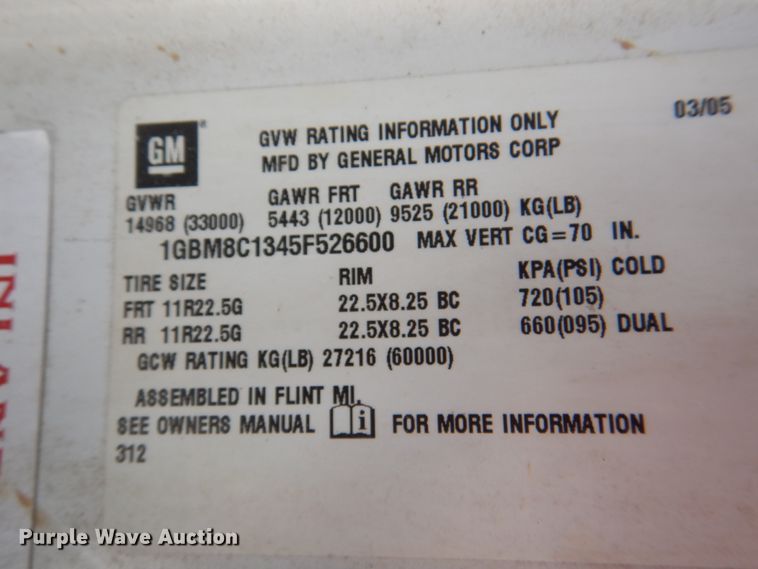 03/05
GM ®
GVW RATING INFORMATION ONLY
MFD BY GENERAL MOTORS CORP
GVWR GAWR FRT GAWR RR
14968 (33000) 5443 (12000) 9525 (21000) KG(LB)
1GBM8C1345F526600 MAX VERT CG=70 IN.
TIRE SIZE RIM KPA(PSI) COLD
FRT 11R22.5G 22.5X8.25 BC 720(105)
RR 11R22.5G 22.5X8.25 BC 660(095) DUAL
GCW RATING KG(LB) 27216 (60000)
ASSEMBLED IN FLINT MI.
SEE OWNERS MANUAL i FOR MORE INFORMATION
312
Purple Wave Auction